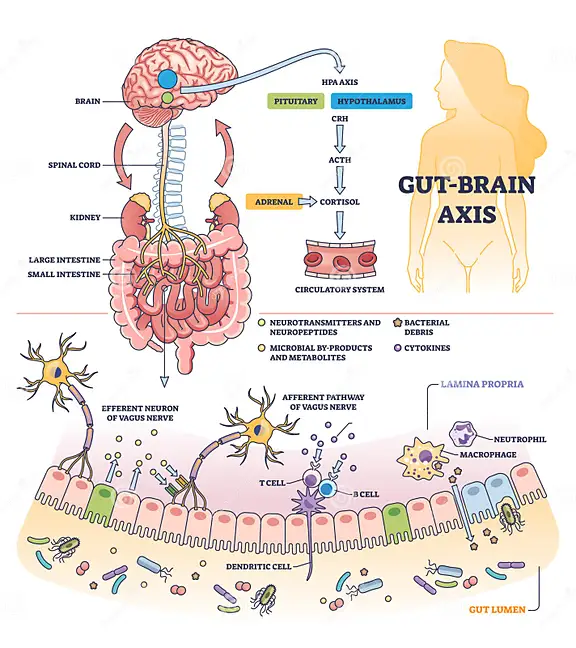 HPA AXIS
BRAIN
PITUITARY
HYPOTHALAMUS
CRH
SPINAL CORD
ACTH
GUT-BRAIN
AXIS
ADRENAL
CORTISOL
KIDNEY
LARGE INTESTINE
SMALL INTESTINE
CIRCULATORY SYSTEM
NEUROTRANSMITTERS AND
NEUROPEPTIDES
BACTERIAL
DEBRIS
MICROBIAL BY-PRODUCTS
AND METABOLITES
CYTOKINES
LAMINA PROPRIA
EFFERENT NEURON
OF VAGUS NERVE
AFFERENT PATHWAY
OF VAGUS NERVE
NEUTROPHIL
MACROPHAGE
T CELL
B CELL
DENDRITIC CELL
GUT LUMEN